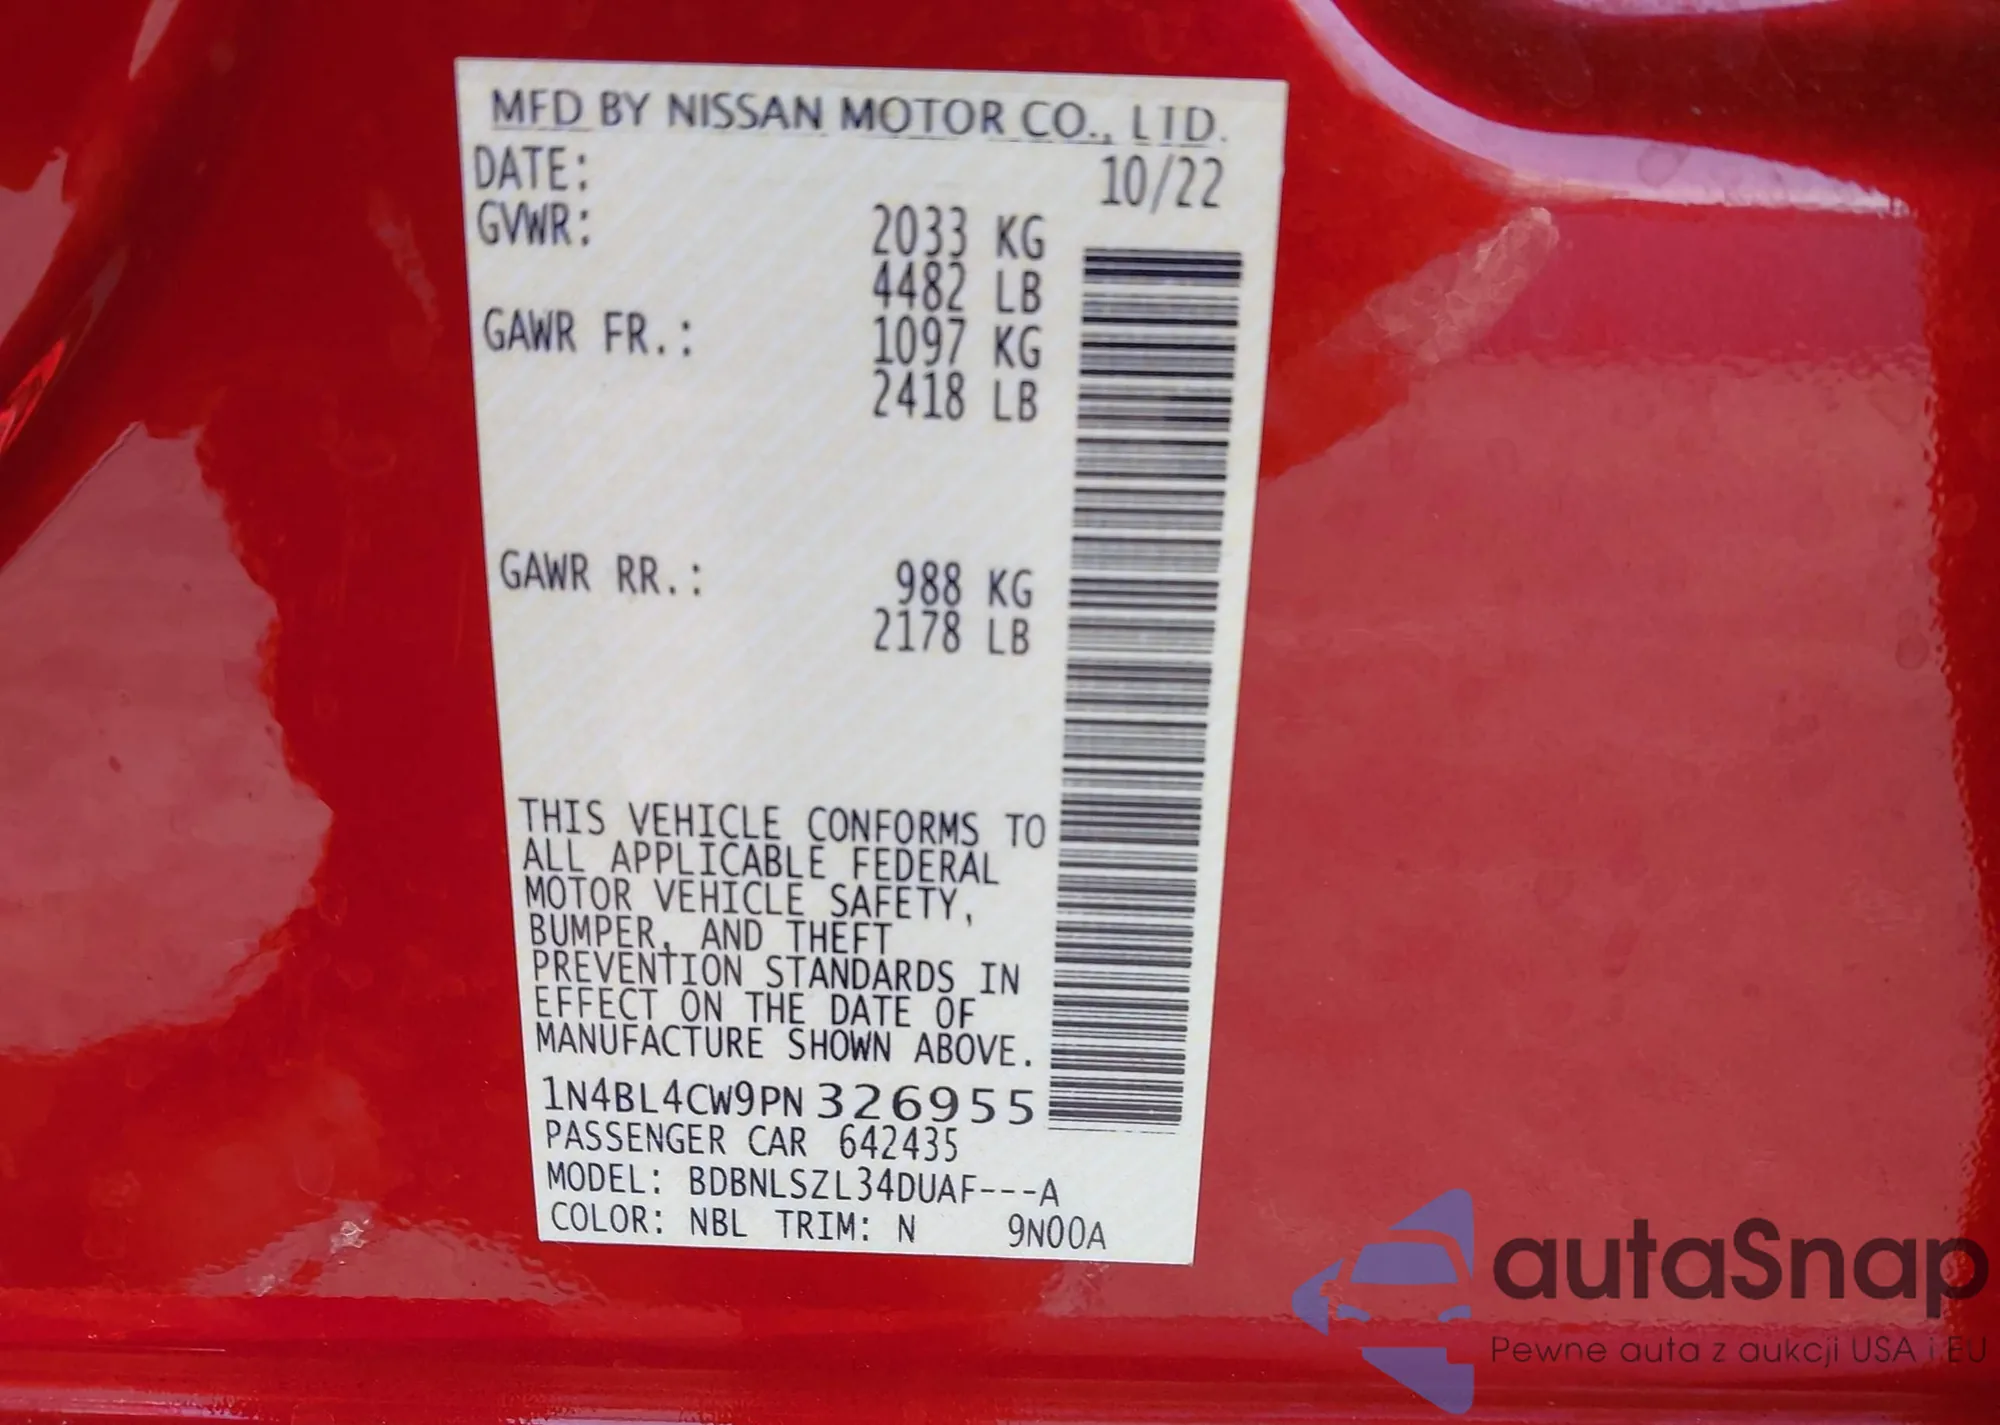 MFD BY NISSAN MOTOR CO., LTD.
DATE: 10/22
GVWR: 2033 KG
4482 LB
GAWR FR.: 1097 KG
2418 LB
GAWR RR.: 988 KG
2178 LB
THIS VEHICLE CONFORMS TO
ALL APPLICABLE FEDERAL
MOTOR VEHICLE SAFETY,
BUMPER, AND THEFT
PREVENTION STANDARDS IN
EFFECT ON THE DATE OF
MANUFACTURE SHOWN ABOVE.
1N4BL4CW9PN326955
PASSENGER CAR 642435
MODEL: BDBNLSZL34DUAF---A
COLOR: NBL TRIM: N 9N00A
autaSnap
Pewne auta z aukcji USA i EU